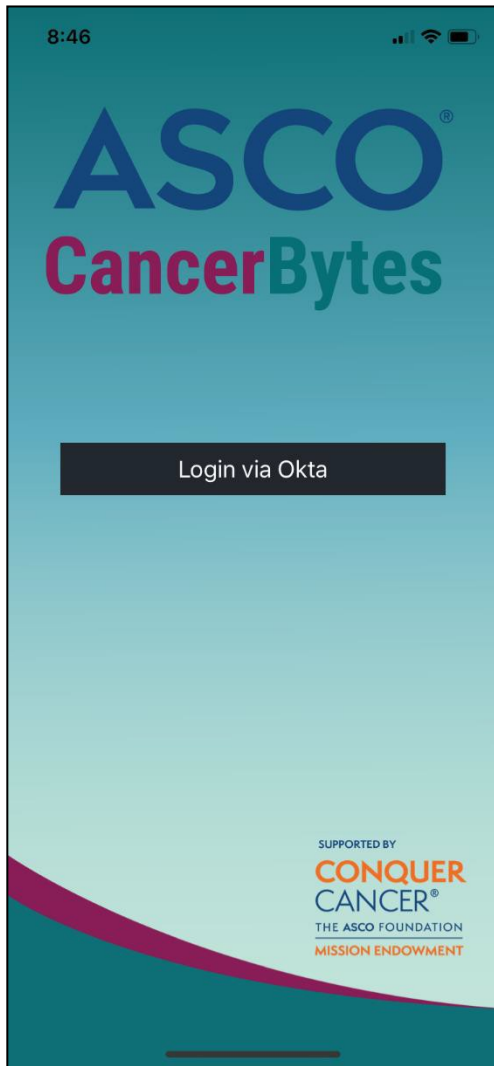 8:46
ASCO®
CancerBytes
Login via Okta
SUPPORTED BY
CONQUER
CANCER®
THE ASCO FOUNDATION
MISSION ENDOWMENT